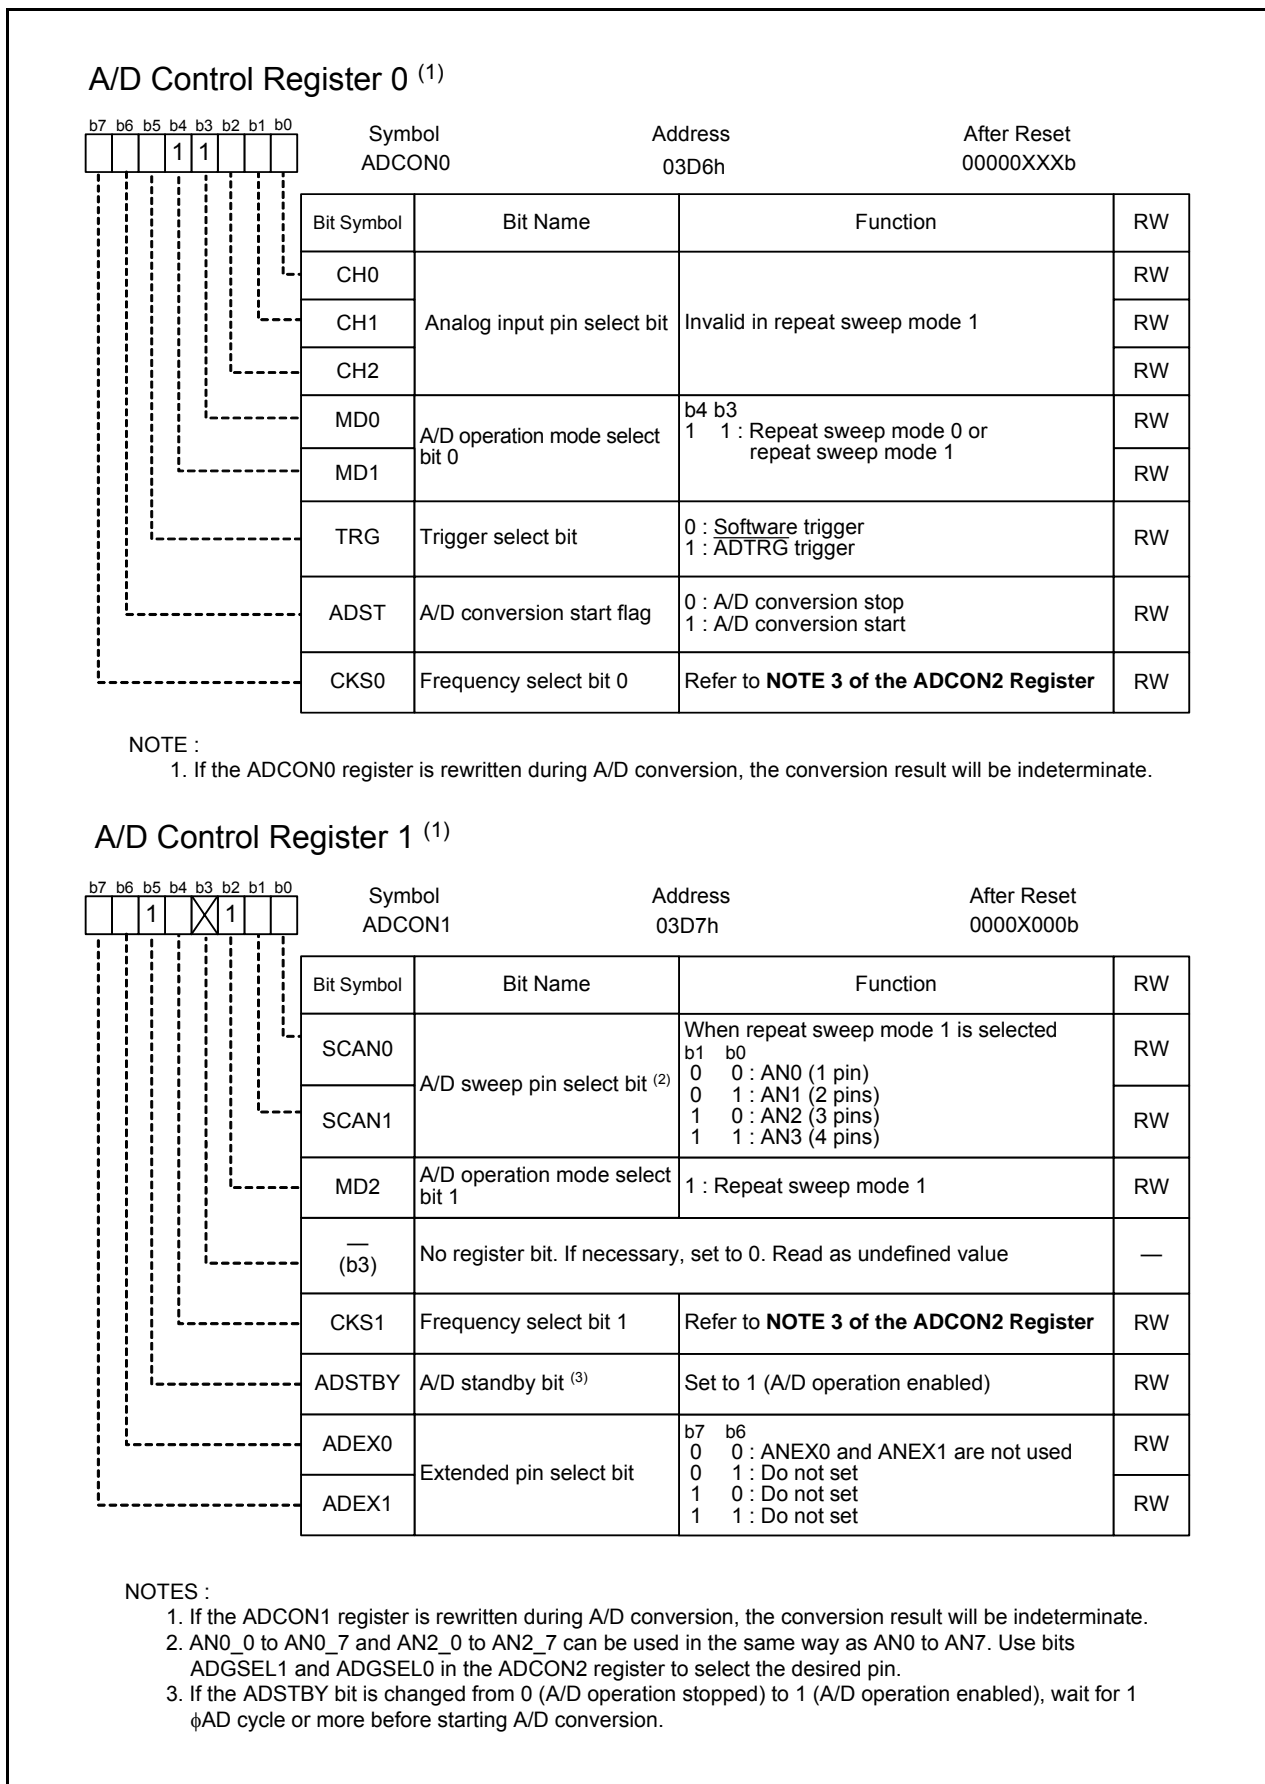 A/D Control Register 0 (1)
b7 b6 b5 b4 b3 b2 b1 b0
1 1
Symbol Address After Reset
ADCON0 03D6h 00000XXXb
Bit Symbol Bit Name Function RW
CH0 RW
CH1 Analog input pin select bit Invalid in repeat sweep mode 1 RW
CH2 RW
MD0 RW
A/D operation mode select
bit 0
b4 b3
1 1 : Repeat sweep mode 0 or
repeat sweep mode 1
MD1 RW
TRG Trigger select bit
0 : Software trigger
1 : ADTRG trigger
RW
ADST A/D conversion start flag
0 : A/D conversion stop
1 : A/D conversion start
RW
CKS0 Frequency select bit 0 Refer to NOTE 3 of the ADCON2 Register RW
NOTE :
1. If the ADCON0 register is rewritten during A/D conversion, the conversion result will be indeterminate.
A/D Control Register 1 (1)
b7 b6 b5 b4 b3 b2 b1 b0
1 1
Symbol Address After Reset
ADCON1 03D7h 0000X000b
Bit Symbol Bit Name Function RW
SCAN0 RW
A/D sweep pin select bit (2)
When repeat sweep mode 1 is selected
b1 b0
0 0 : AN0 (1 pin)
0 1 : AN1 (2 pins)
1 0 : AN2 (3 pins)
1 1 : AN3 (4 pins)
SCAN1 RW
MD2
A/D operation mode select
bit 1
1 : Repeat sweep mode 1 RW
—
(b3)
No register bit. If necessary, set to 0. Read as undefined value —
CKS1 Frequency select bit 1 Refer to NOTE 3 of the ADCON2 Register RW
ADSTBY A/D standby bit (3) Set to 1 (A/D operation enabled) RW
ADEX0 RW
Extended pin select bit
b7 b6
0 0 : ANEX0 and ANEX1 are not used
0 1 : Do not set
1 0 : Do not set
1 1 : Do not set
ADEX1 RW
NOTES :
1. If the ADCON1 register is rewritten during A/D conversion, the conversion result will be indeterminate.
2. AN0_0 to AN0_7 and AN2_0 to AN2_7 can be used in the same way as AN0 to AN7. Use bits
ADGSEL1 and ADGSEL0 in the ADCON2 register to select the desired pin.
3. If the ADSTBY bit is changed from 0 (A/D operation stopped) to 1 (A/D operation enabled), wait for 1
ϕAD cycle or more before starting A/D conversion.